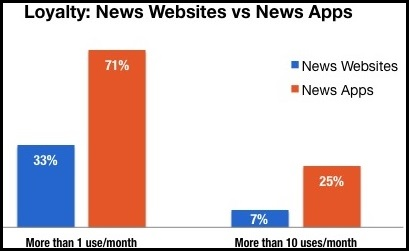 Loyalty: News Websites vs News Apps
News Websites
News Apps
71%
33%
25%
7%
More than 1 use/month
More than 10 uses/month